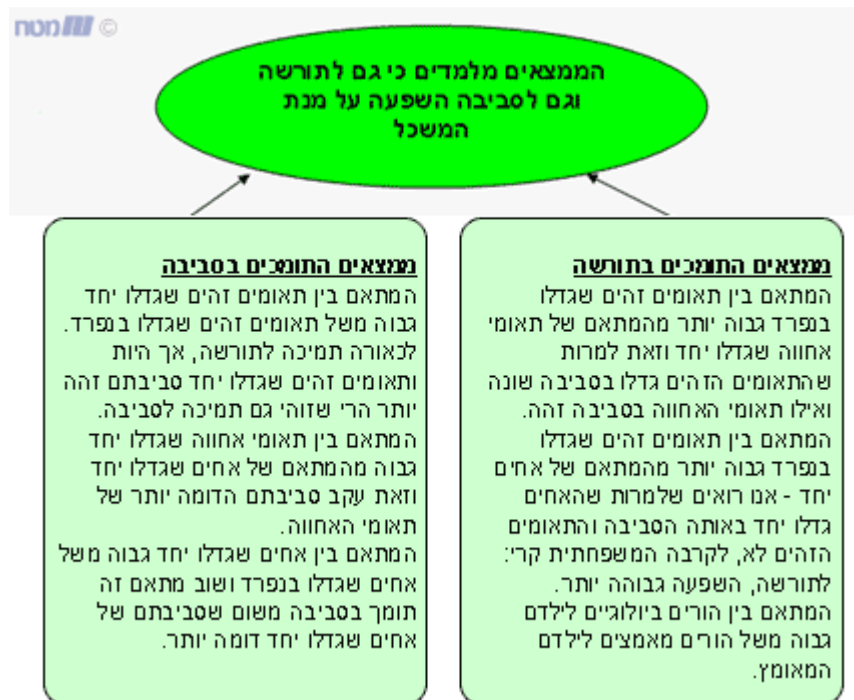 © מטח
הממצאים מלמדים כי גם לתורשה
וגם לסביבה השפעה על מנת
המשכל
ממצאים התומכים בתורשה
המתאם בין תאומים זהים שגדלו
בנפרד גבוה יותר מהמתאם של תאומי
אחווה שגדלו יחד וזאת למרות
שהתאומים הזהים גדלו בסביבה שונה
ואילו תאומי האחווה בסביבה זהה.
המתאם בין תאומים זהים שגדלו
בנפרד גבוה יותר מהמתאם של אחים
יחד - אנו רואים שלמרות שהאחים
גדלו יחד באותה הסביבה והתאומים
הזהים לא, לקרבה המשפחתית קרי:
לתורשה, השפעה גבוהה יותר.
המתאם בין הורים ביולוגיים לילדם
גבוה משל הורים מאמצים לילדם
המאומץ.
ממצאים התומכים בסביבה
המתאם בין תאומים זהים שגדלו יחד
גבוה משל תאומים זהים שגדלו בנפרד.
לכאורה תמיכה לתורשה, אך היות
ותאומים זהים שגדלו יחד סביבתם זהה
יותר הרי שזוהי גם תמיכה לסביבה.
המתאם בין תאומי אחווה שגדלו יחד
גבוה מהמתאם של אחים שגדלו יחד
וזאת עקב סביבתם הדומה יותר של
תאומי האחווה.
המתאם בין אחים שגדלו יחד גבוה משל
אחים שגדלו בנפרד ושוב מתאם זה
תומך בסביבה משום שסביבתם של
אחים שגדלו יחד דומה יותר.